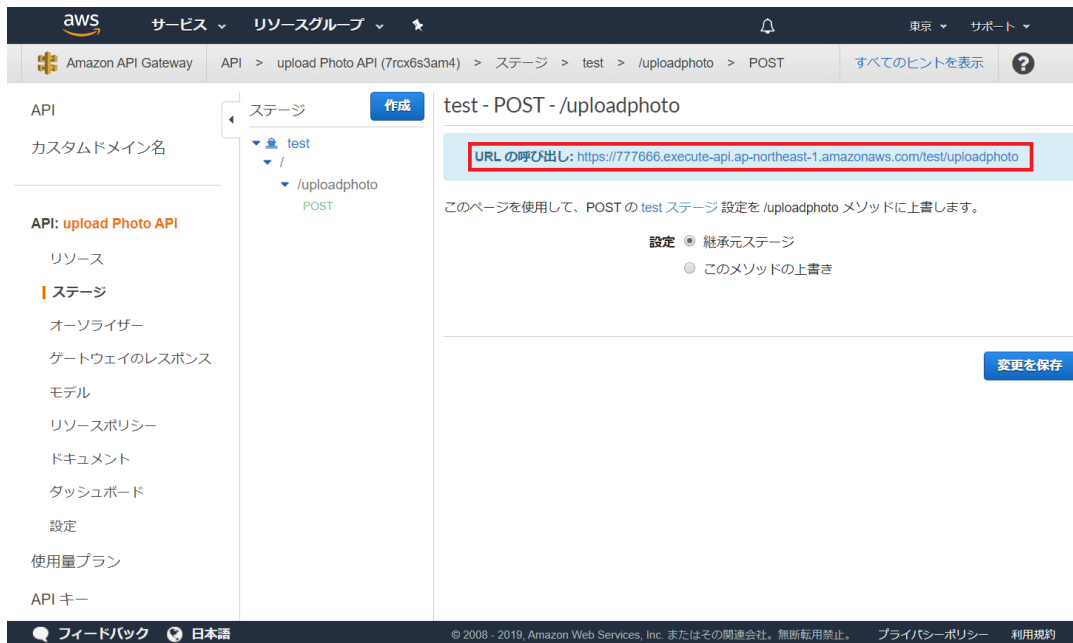 aws サービス リソースグループ 東京 サポート
Amazon API Gateway API > upload Photo API (7rcx6s3am4) > ステージ > test > /uploadphoto > POST すべてのヒントを表示 ?
API
カスタムドメイン名
API: upload Photo API
リソース
ステージ
オーソライザー
ゲートウェイのレスポンス
モデル
リソースポリシー
ドキュメント
ダッシュボード
設定
使用量プラン
API キー
ステージ 作成
test
/
/uploadphoto
POST
test - POST - /uploadphoto
URL の呼び出し: https://777666.execute-api.ap-northeast-1.amazonaws.com/test/uploadphoto
このページを使用して、POST の test ステージ 設定を /uploadphoto メソッドに上書します。
設定 継承元ステージ
このメソッドの上書き
変更を保存
フィードバック 日本語 © 2008 - 2019, Amazon Web Services, Inc. またはその関連会社。無断転用禁止。 プライバシーポリシー 利用規約